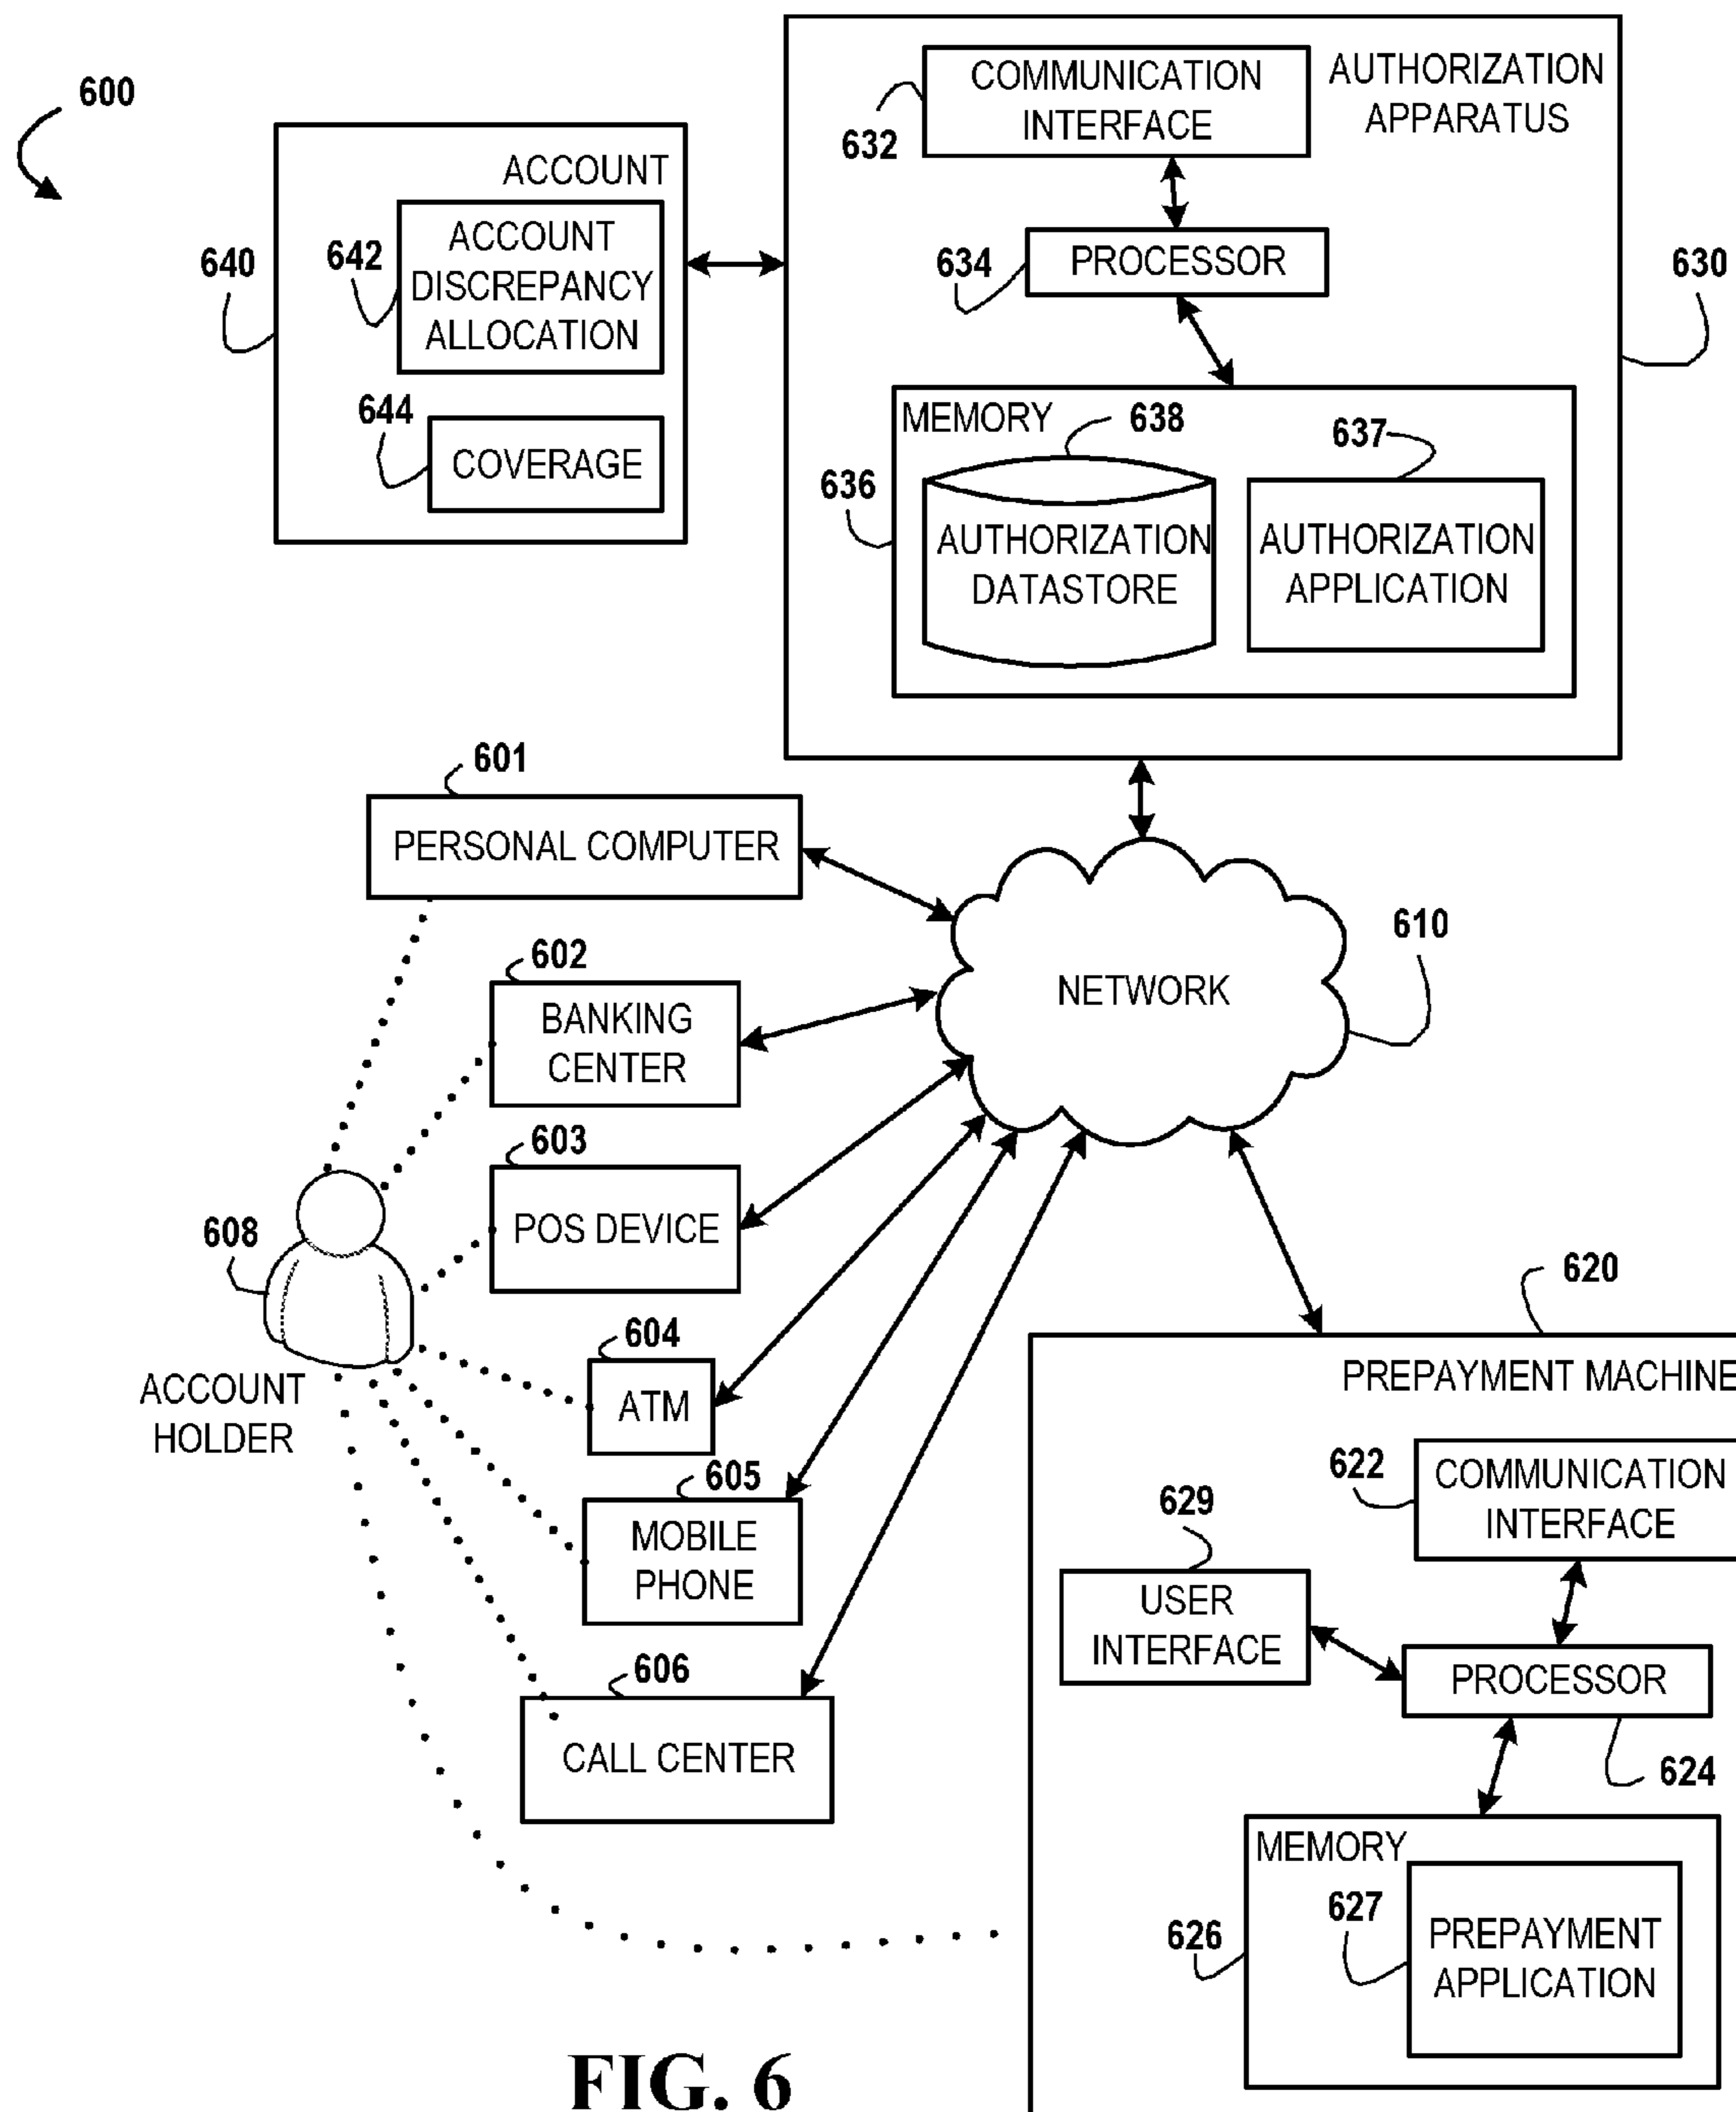 600
ACCOUNT
640
642
ACCOUNT
DISCREPANCY
ALLOCATION
644
COVERAGE
COMMUNICATION
INTERFACE
632
AUTHORIZATION
APPARATUS
634
PROCESSOR
630
MEMORY
638
637
636
AUTHORIZATION
DATASTORE
AUTHORIZATION
APPLICATION
601
PERSONAL COMPUTER
610
NETWORK
602
BANKING
CENTER
603
POS DEVICE
608
ACCOUNT
HOLDER
604
ATM
605
MOBILE
PHONE
606
CALL CENTER
620
PREPAYMENT MACHINE
622
COMMUNICATION
INTERFACE
629
USER
INTERFACE
PROCESSOR
624
MEMORY
626
627
PREPAYMENT
APPLICATION
FIG. 6